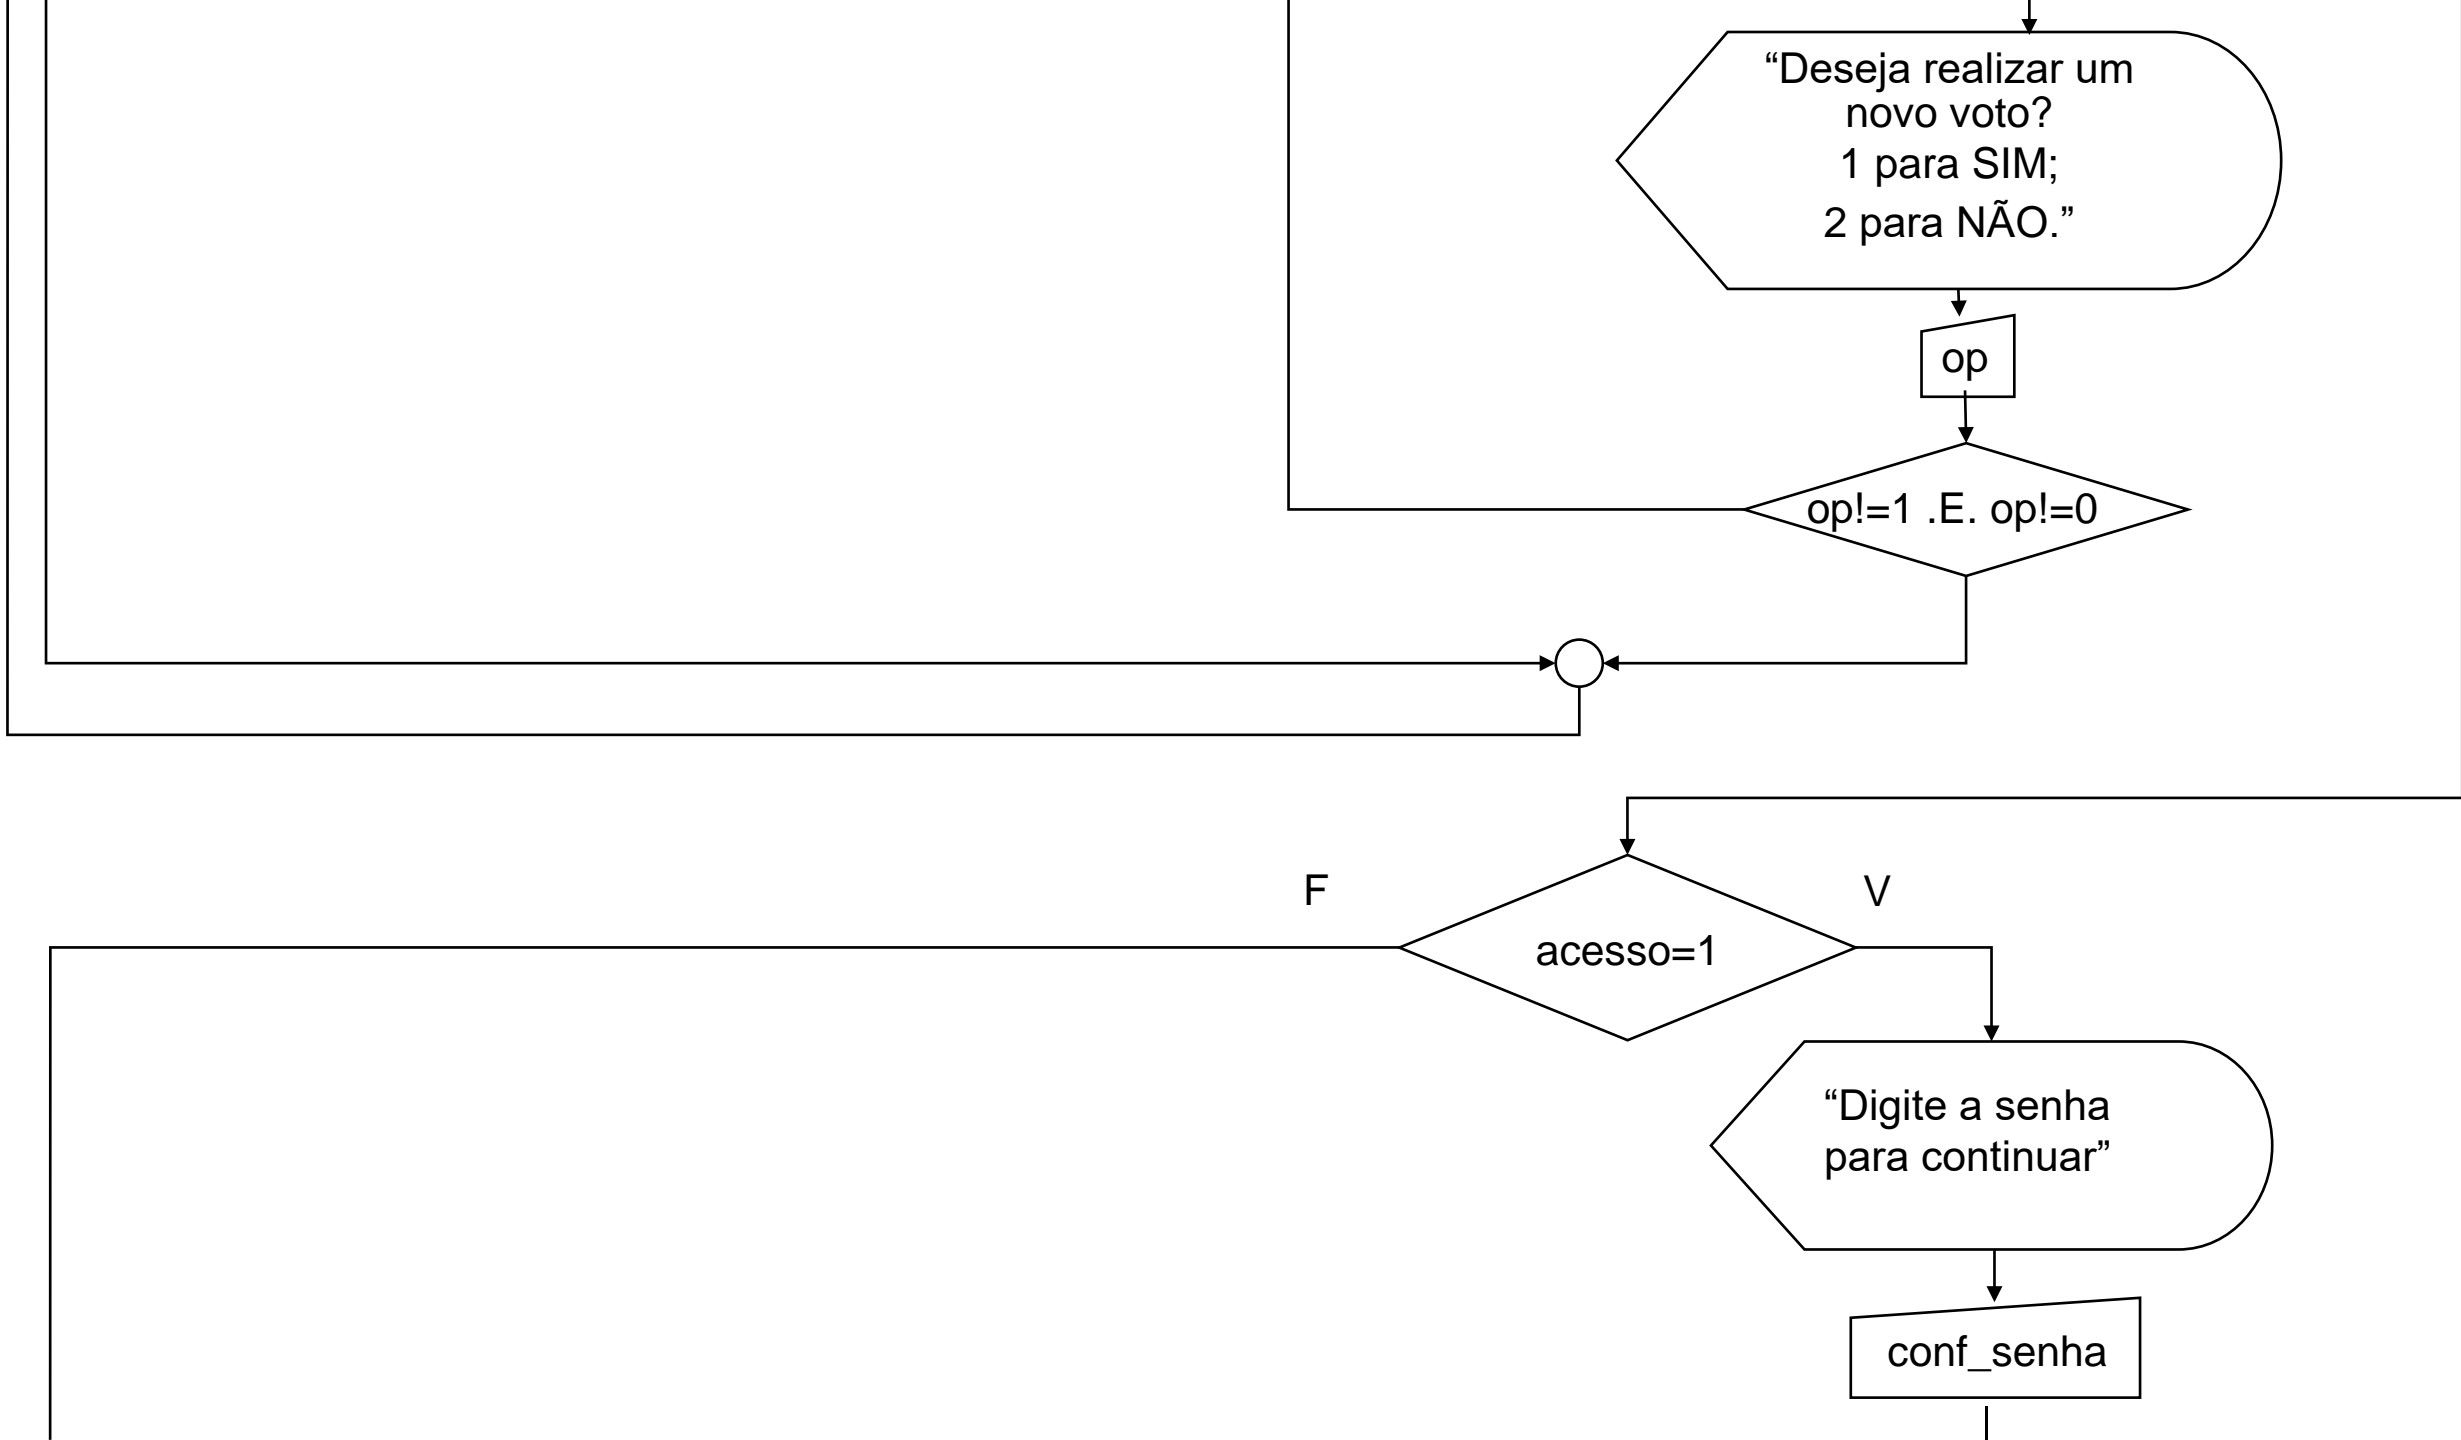 “Deseja realizar um
novo voto?
1 para SIM;
2 para NÃO.”
op
op!=1 .E. op!=0
F
V
acesso=1
“Digite a senha
para continuar”
conf_senha